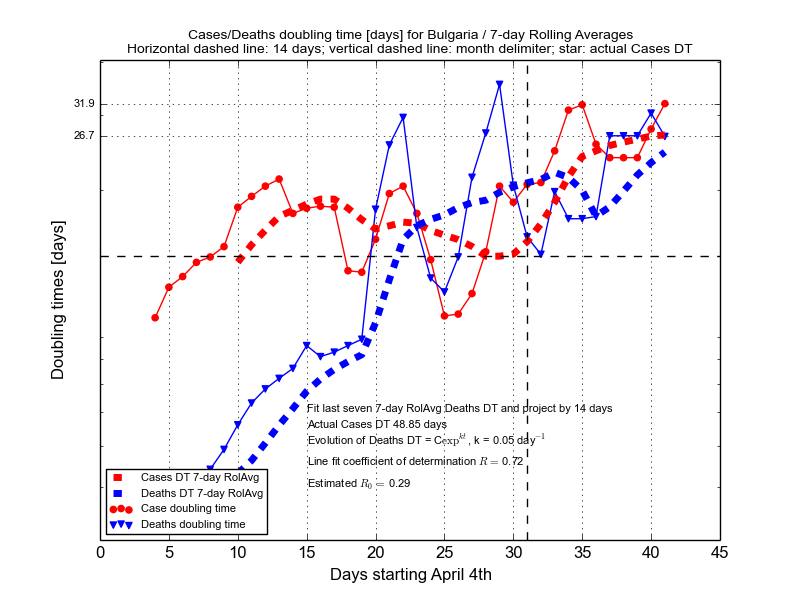 Cases/Deaths doubling time [days] for Bulgaria / 7-day Rolling Averages
Horizontal dashed line: 14 days; vertical dashed line: month delimiter; star: actual Cases DT
31.9
26.7
Doubling times [days]
Fit last seven 7-day RolAvg Deaths DT and project by 14 days
Actual Cases DT 48.85 days
Evolution of Deaths DT = Cexp^{kt}, k = 0.05 day^{-1}
Line fit coefficient of determination R = 0.72
Estimated R_0 = 0.29
Cases DT 7-day RolAvg
Deaths DT 7-day RolAvg
Case doubling time
Deaths doubling time
0 5 10 15 20 25 30 35 40 45
Days starting April 4th